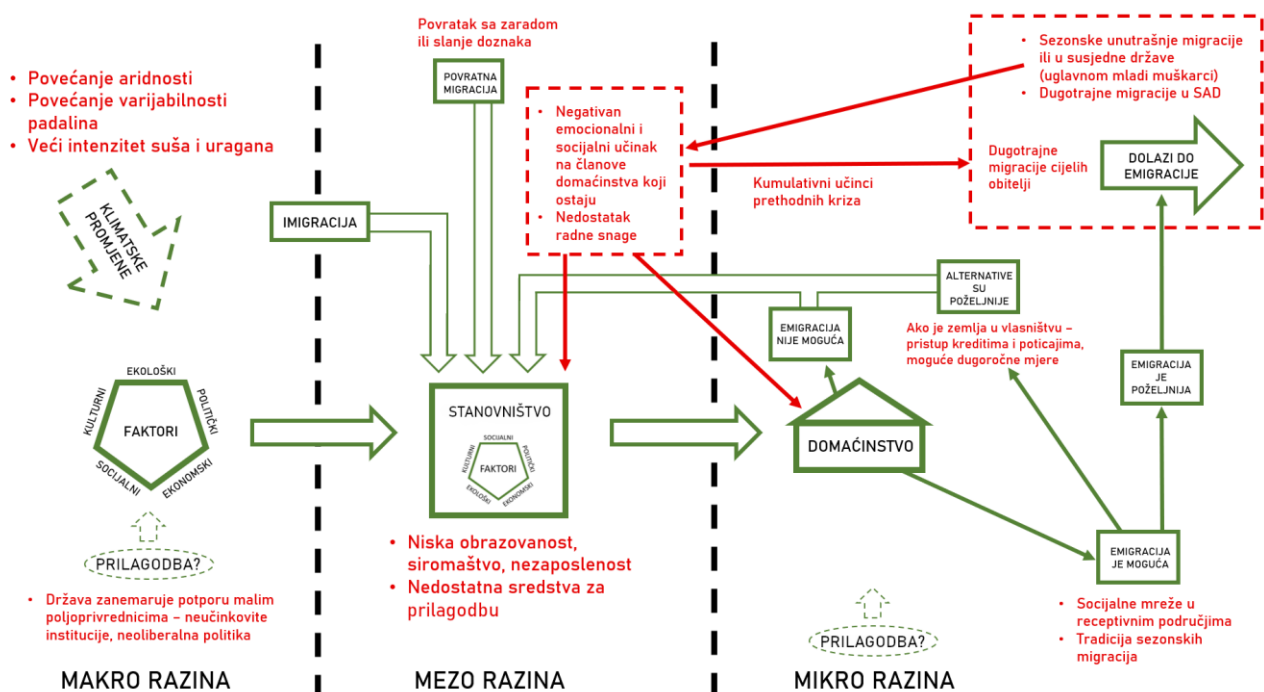 • Povećanje aridnosti
• Povećanje varijabilnosti
padalina
• Veći intenzitet suša i uragana
KLIMATSKE
PROMJENE
EKOLOŠKI
KULTURNI
POLITIČKI
FAKTORI
SOCIJALNI
EKONOMSKI
PRILAGODBA?
• Država zanemaruje potporu malim
poljoprivrednicima – neučinkovite
institucije, neoliberalna politika
MAKRO RAZINA
Povratak sa zaradom
ili slanje doznaka
POVRATNA
MIGRACIJA
IMIGRACIJA
• Negativan
emocionalni i
socijalni učinak
na članove
domaćinstva koji
ostaju
• Nedostatak
radne snage
STANOVNIŠTVO
SOCIJALNI
KULTURNI
POLITIČKI
FAKTORI
EKOLOŠKI
EKONOMSKI
• Niska obrazovanost,
siromaštvo, nezaposlenost
• Nedostatna sredstva za
prilagodbu
MEZO RAZINA
• Sezonske unutrašnje migracije
ili u susjedne države
(uglavnom mladi muškarci)
• Dugotrajne migracije u SAD
Dugotrajne
migracije cijelih
obitelji
DOLAZI DO
EMIGRACIJE
Kumulativni učinci
prethodnih kriza
ALTERNATIVE
SU
POŽELJNIJE
EMIGRACIJA
NIJE MOGUĆA
Ako je zemlja u vlasništvu –
pristup kreditima i poticajima,
moguće dugoročne mjere
EMIGRACIJA
JE
POŽELJNIJA
DOMAĆINSTVO
EMIGRACIJA
JE MOGUĆA
• Socijalne mreže u
receptivnim područjima
• Tradicija sezonskih
migracija
PRILAGODBA?
MIKRO RAZINA